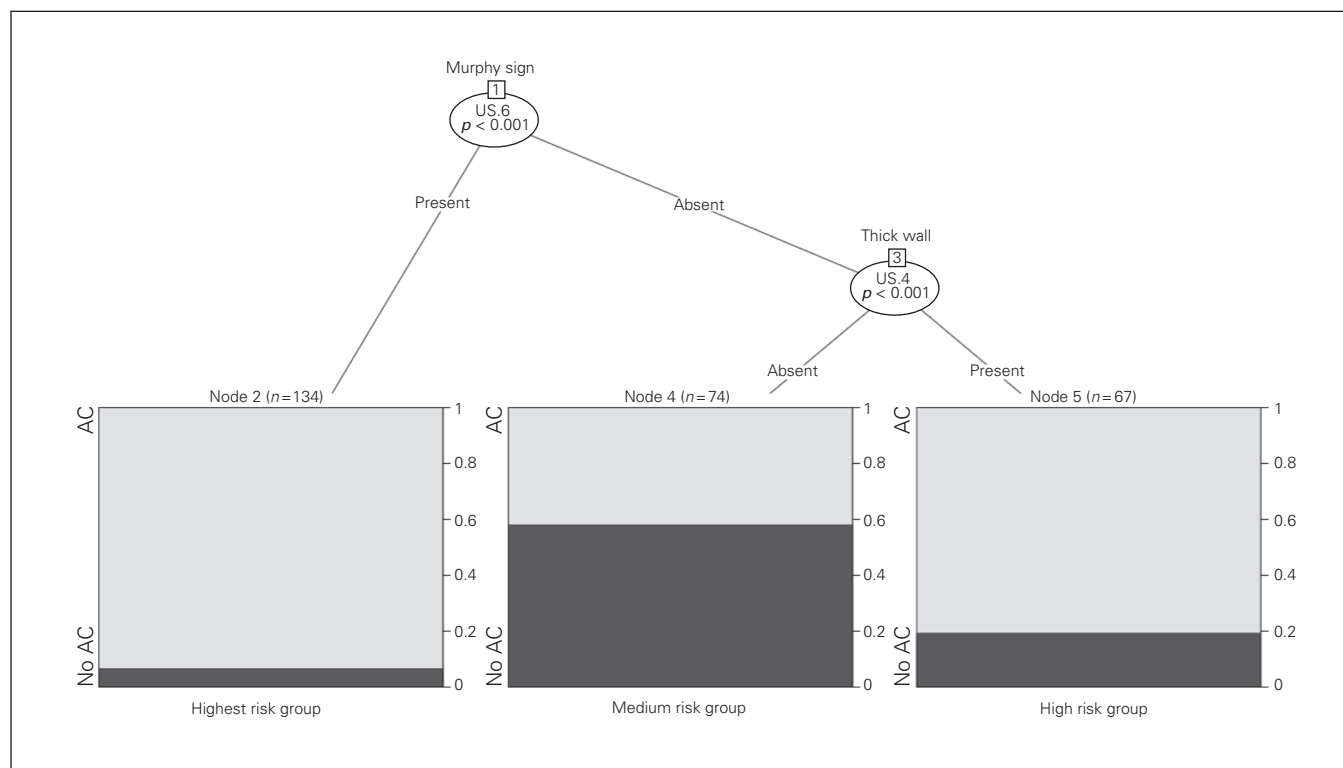 Murphy sign
1
US.6
p < 0.001
Present
Absent
Thick wall
3
US.4
p < 0.001
Absent
Present
Node 2 (n=134)
AC
No AC
1
0.8
0.6
0.4
0.2
0
Highest risk group
Node 4 (n=74)
AC
No AC
1
0.8
0.6
0.4
0.2
0
Medium risk group
Node 5 (n=67)
AC
No AC
1
0.8
0.6
0.4
0.2
0
High risk group